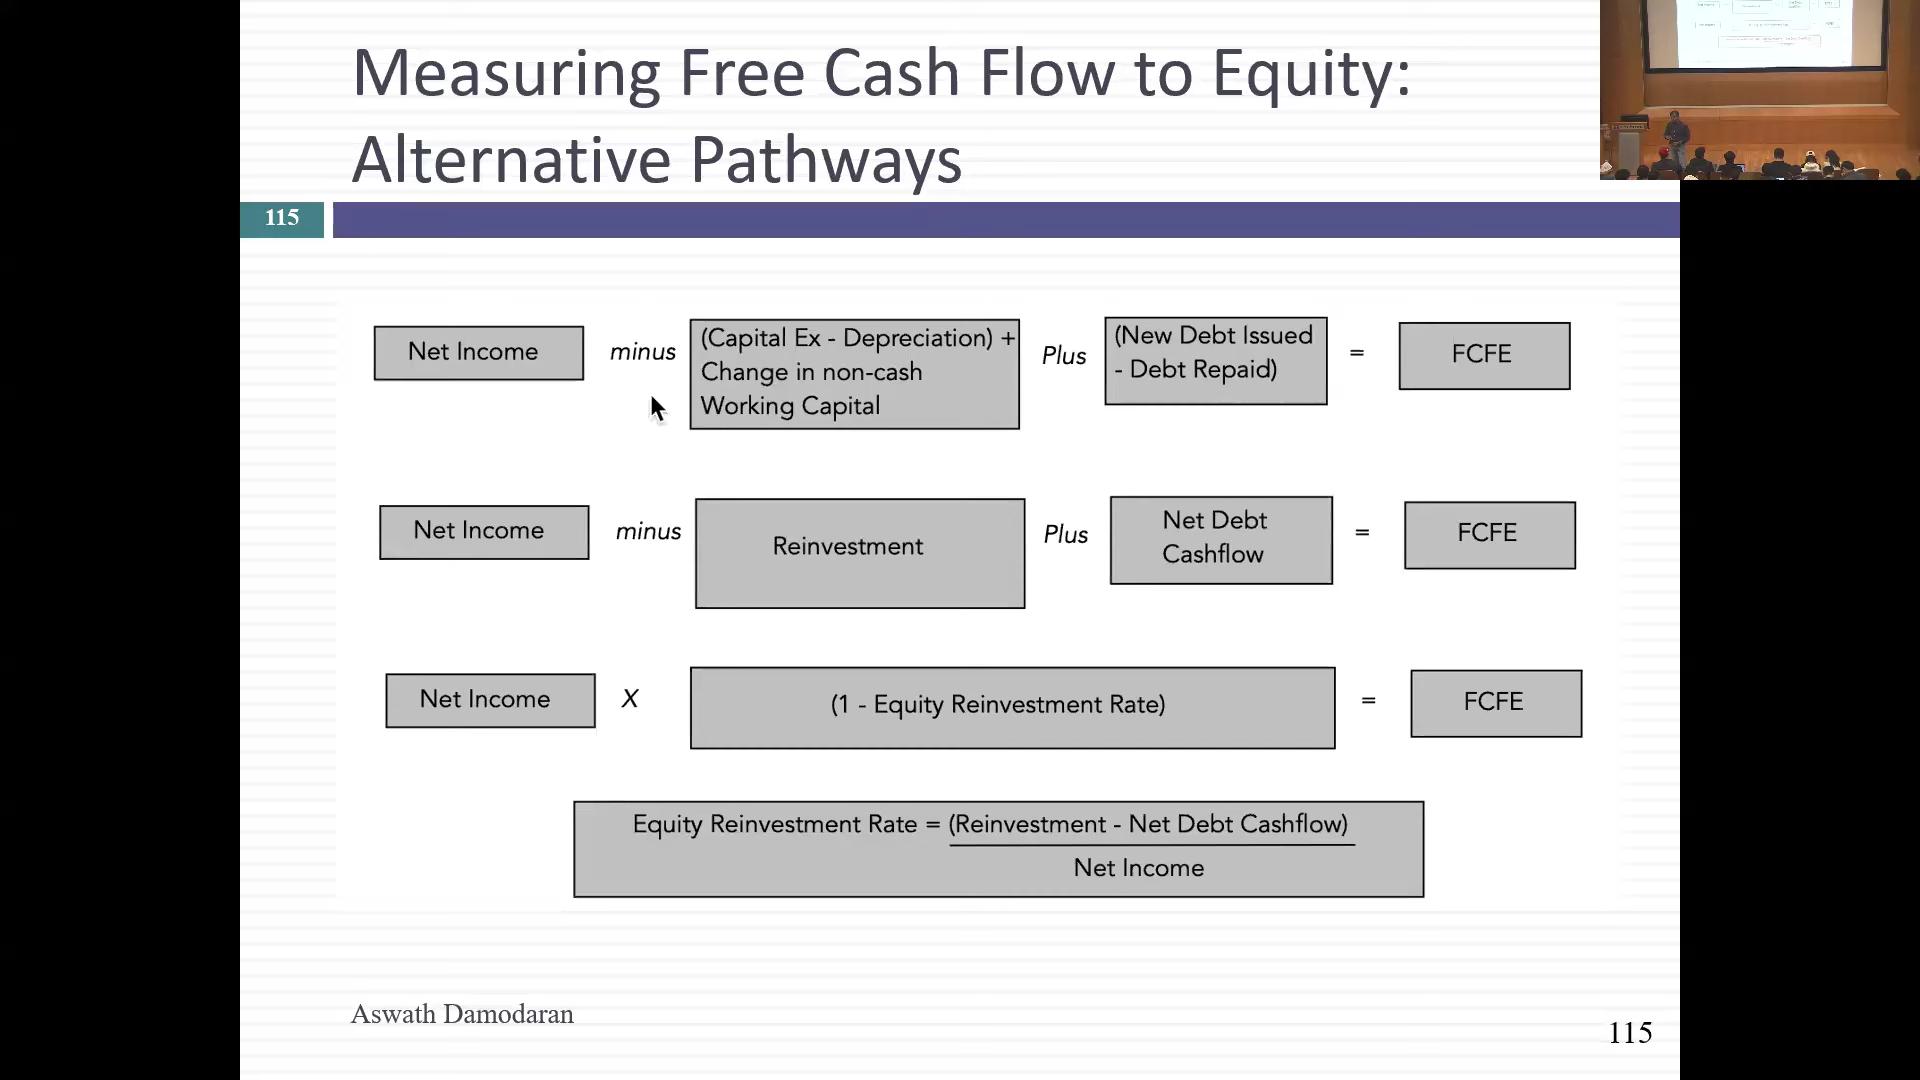 Measuring Free Cash Flow to Equity:
Alternative Pathways
115
Net Income minus (Capital Ex - Depreciation) + Change in non-cash Working Capital Plus (New Debt Issued - Debt Repaid) = FCFE
Net Income minus Reinvestment Plus Net Debt Cashflow = FCFE
Net Income X (1 - Equity Reinvestment Rate) = FCFE
Equity Reinvestment Rate = (Reinvestment - Net Debt Cashflow)
Net Income
Aswath Damodaran
115